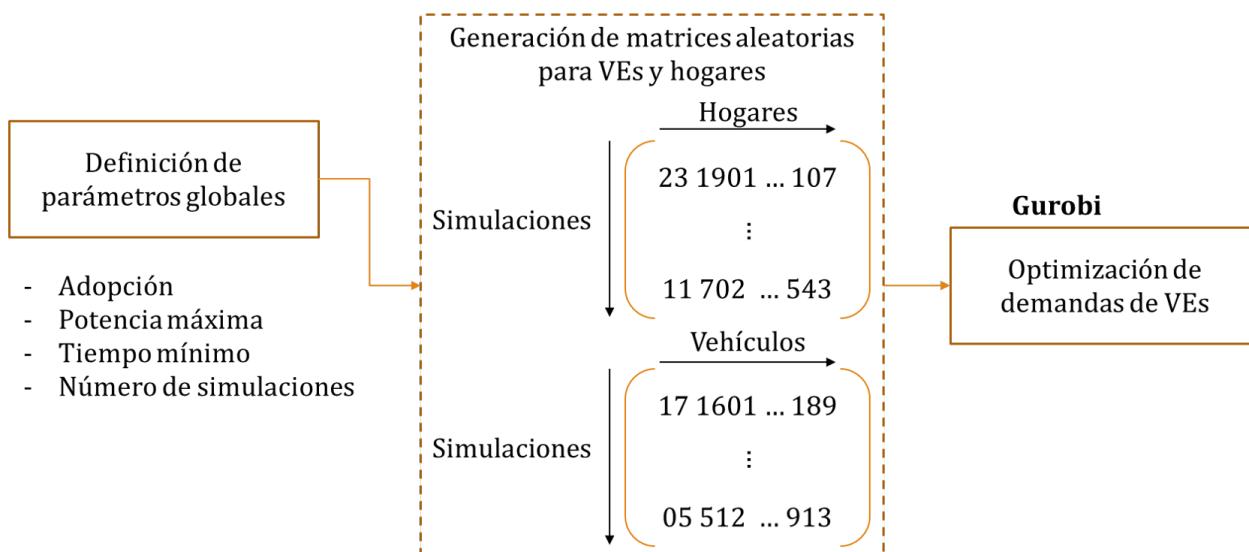 Definición de
parámetros globales
- Adopción
- Potencia máxima
- Tiempo mínimo
- Número de simulaciones
Generación de matrices aleatorias
para VEs y hogares
Hogares
Simulaciones
23 1901 ... 107
⋮
11 702 ... 543
Vehículos
Simulaciones
17 1601 ... 189
⋮
05 512 ... 913
Gurobi
Optimización de
demandas de VEs